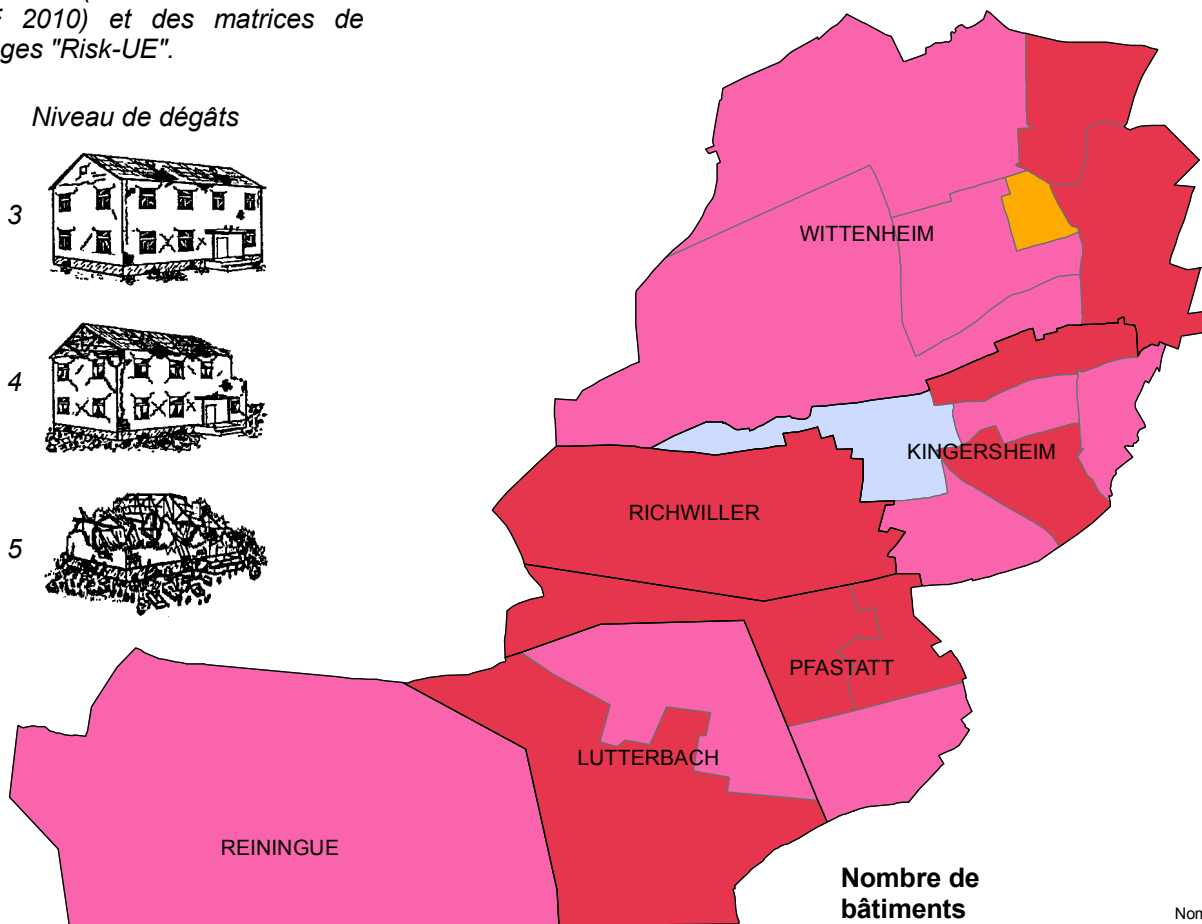 2010) et des matrices de
ges "Risk-UE".
Niveau de dégâts
3
4
5
WITTENHEIM
KINGERSHEIM
RICHWILLER
PFASTATT
LUTTERBACH
REININGUE
Nombre de
bâtiments